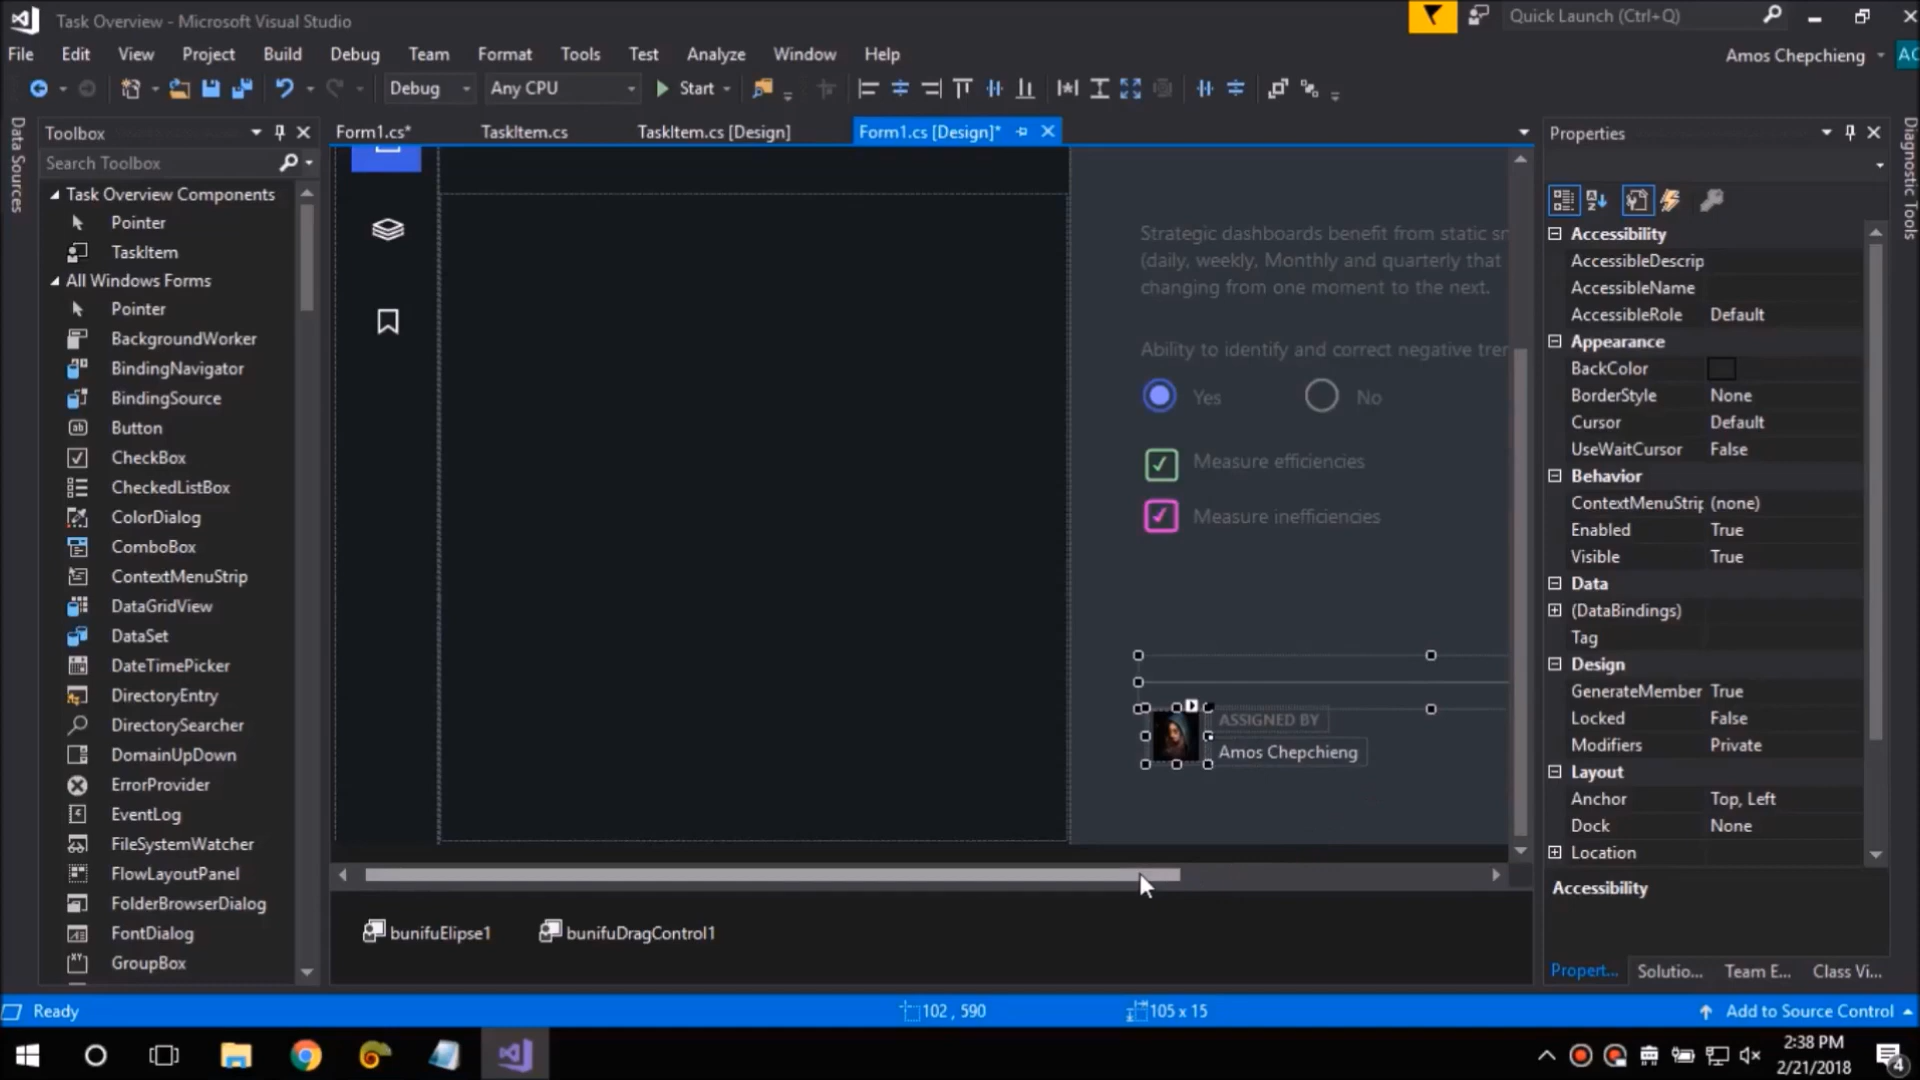 Task Overview - Microsoft Visual Studio
Quick Launch (Ctrl+Q)
File Edit View Project Build Debug Team Format Tools Test Analyze Window Help
Amos Chepchieng
AC
Debug Any CPU Start
Data Sources
Toolbox
Search Toolbox
Task Overview Components
Pointer
TaskItem
All Windows Forms
Pointer
BackgroundWorker
BindingNavigator
BindingSource
Button
CheckBox
CheckedListBox
ColorDialog
ComboBox
ContextMenuStrip
DataGridView
DataSet
DateTimePicker
DirectoryEntry
DirectorySearcher
DomainUpDown
ErrorProvider
EventLog
FileSystemWatcher
FlowLayoutPanel
FolderBrowserDialog
FontDialog
GroupBox
Form1.cs* TaskItem.cs TaskItem.cs [Design] Form1.cs [Design]*
Strategic dashboards benefit from static sn
(daily, weekly, Monthly and quarterly that
changing from one moment to the next.
Ability to identify and correct negative trer
Yes No
Measure efficiencies
Measure inefficiencies
ASSIGNED BY
Amos Chepchieng
bunifuElipse1 bunifuDragControl1
Properties
Accessibility
AccessibleDescrip
AccessibleName
AccessibleRole Default
Appearance
BackColor
BorderStyle None
Cursor Default
UseWaitCursor False
Behavior
ContextMenuStrip (none)
Enabled True
Visible True
Data
(DataBindings)
Tag
Design
GenerateMember True
Locked False
Modifiers Private
Layout
Anchor Top, Left
Dock None
Location
Accessibility
Propert... Solutio... Team E... Class Vi...
Diagnostic Tools
Ready 102 , 590 105 x 15 Add to Source Control
2:38 PM
2/21/2018
4